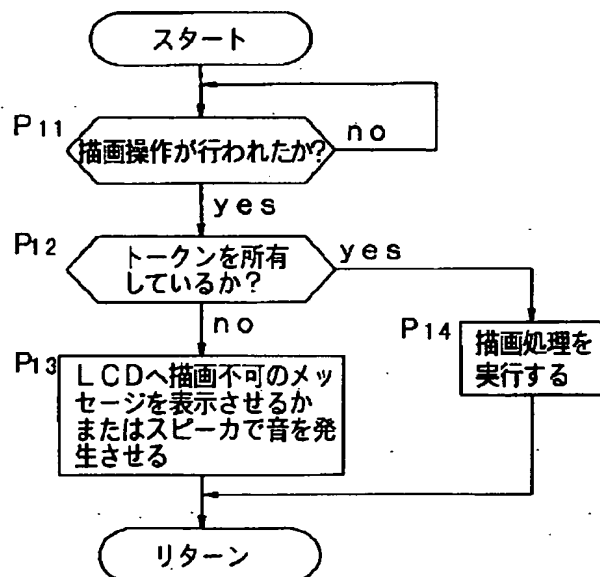 スタート
P11
描画操作が行われたか?
no
yes
P12
トークンを所有
しているか?
yes
no
P13
LCDへ描画不可のメッ
セージを表示させるか
またはスピーカで音を発
生させる
P14
描画処理を
実行する
リターン